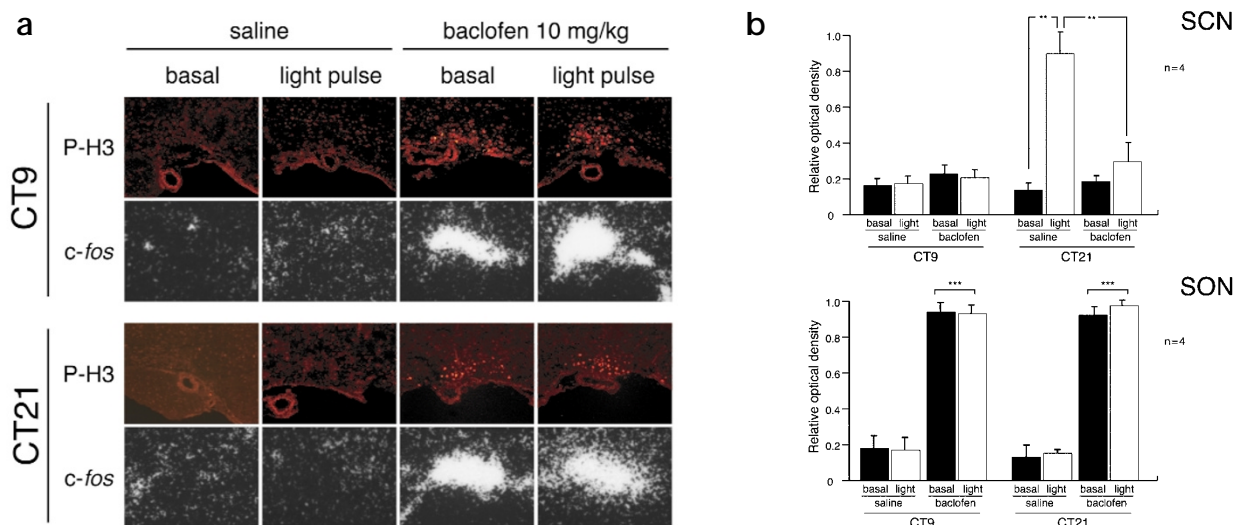 a
saline
baclofen 10 mg/kg
basal
light pulse
basal
light pulse
CT9
P-H3
c-fos
CT21
P-H3
c-fos
b
SCN
n=4
Relative optical density
1.0
0.8
0.6
0.4
0.2
0
** **
basal light basal light basal light basal light
saline baclofen saline baclofen
CT9 CT21
SON
n=4
Relative optical density
1.0
0.8
0.6
0.4
0.2
0
*** ***
basal light basal light basal light basal light
saline baclofen saline baclofen
CT9 CT21